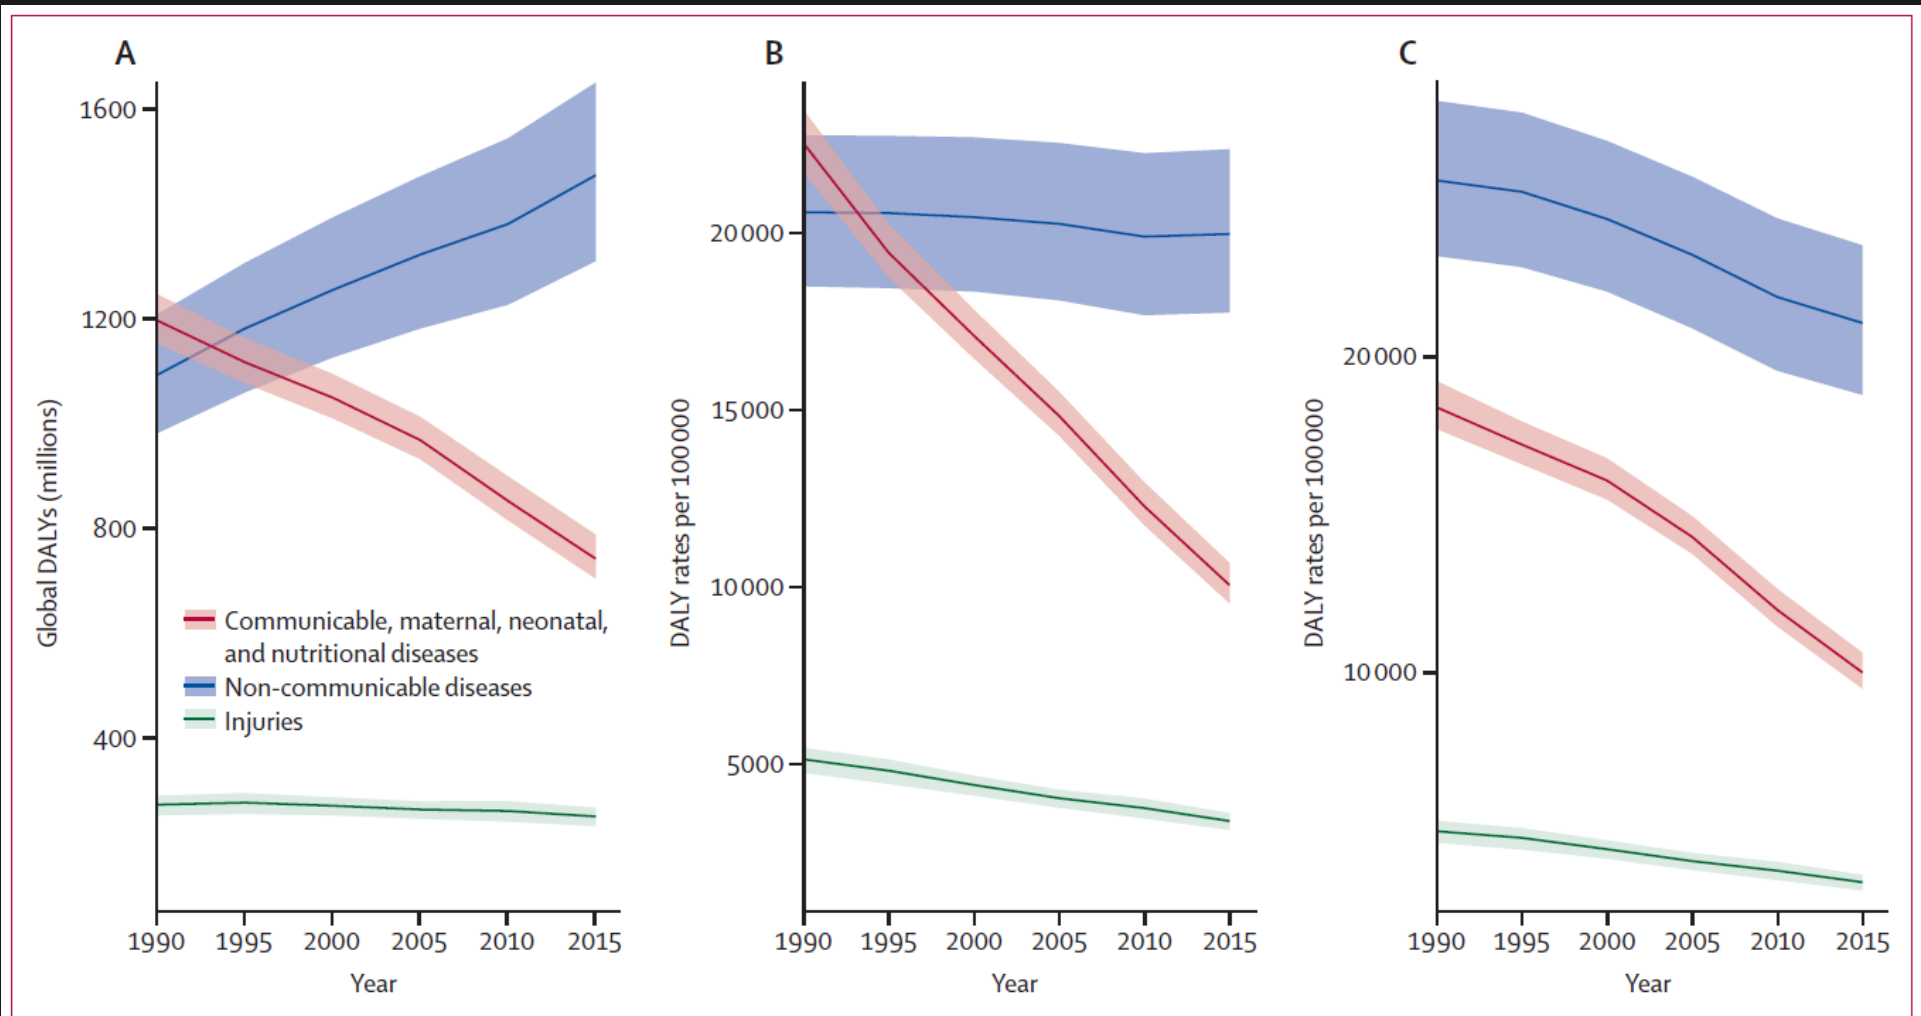 A
B
C
1600
1200
800
400
Global DALYs (millions)
Communicable, maternal, neonatal,
and nutritional diseases
Non-communicable diseases
Injuries
1990 1995 2000 2005 2010 2015
Year
20 000
15 000
10 000
5000
DALY rates per 100 000
1990 1995 2000 2005 2010 2015
Year
20 000
10 000
DALY rates per 100 000
1990 1995 2000 2005 2010 2015
Year